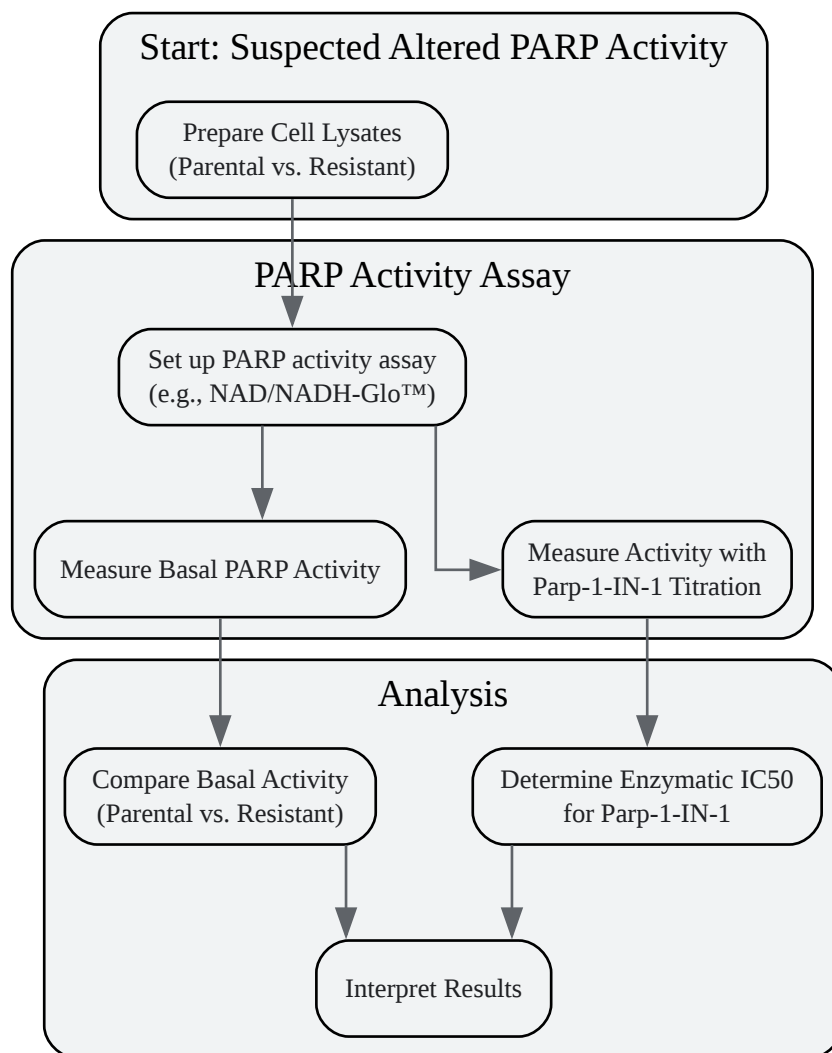 Start: Suspected Altered PARP Activity
Prepare Cell Lysates
(Parental vs. Resistant)
PARP Activity Assay
Set up PARP activity assay
(e.g., NAD/NADH-Glo™)
Measure Basal PARP Activity
Measure Activity with
Parp-1-IN-1 Titration
Analysis
Compare Basal Activity
(Parental vs. Resistant)
Determine Enzymatic IC50
for Parp-1-IN-1
Interpret Results